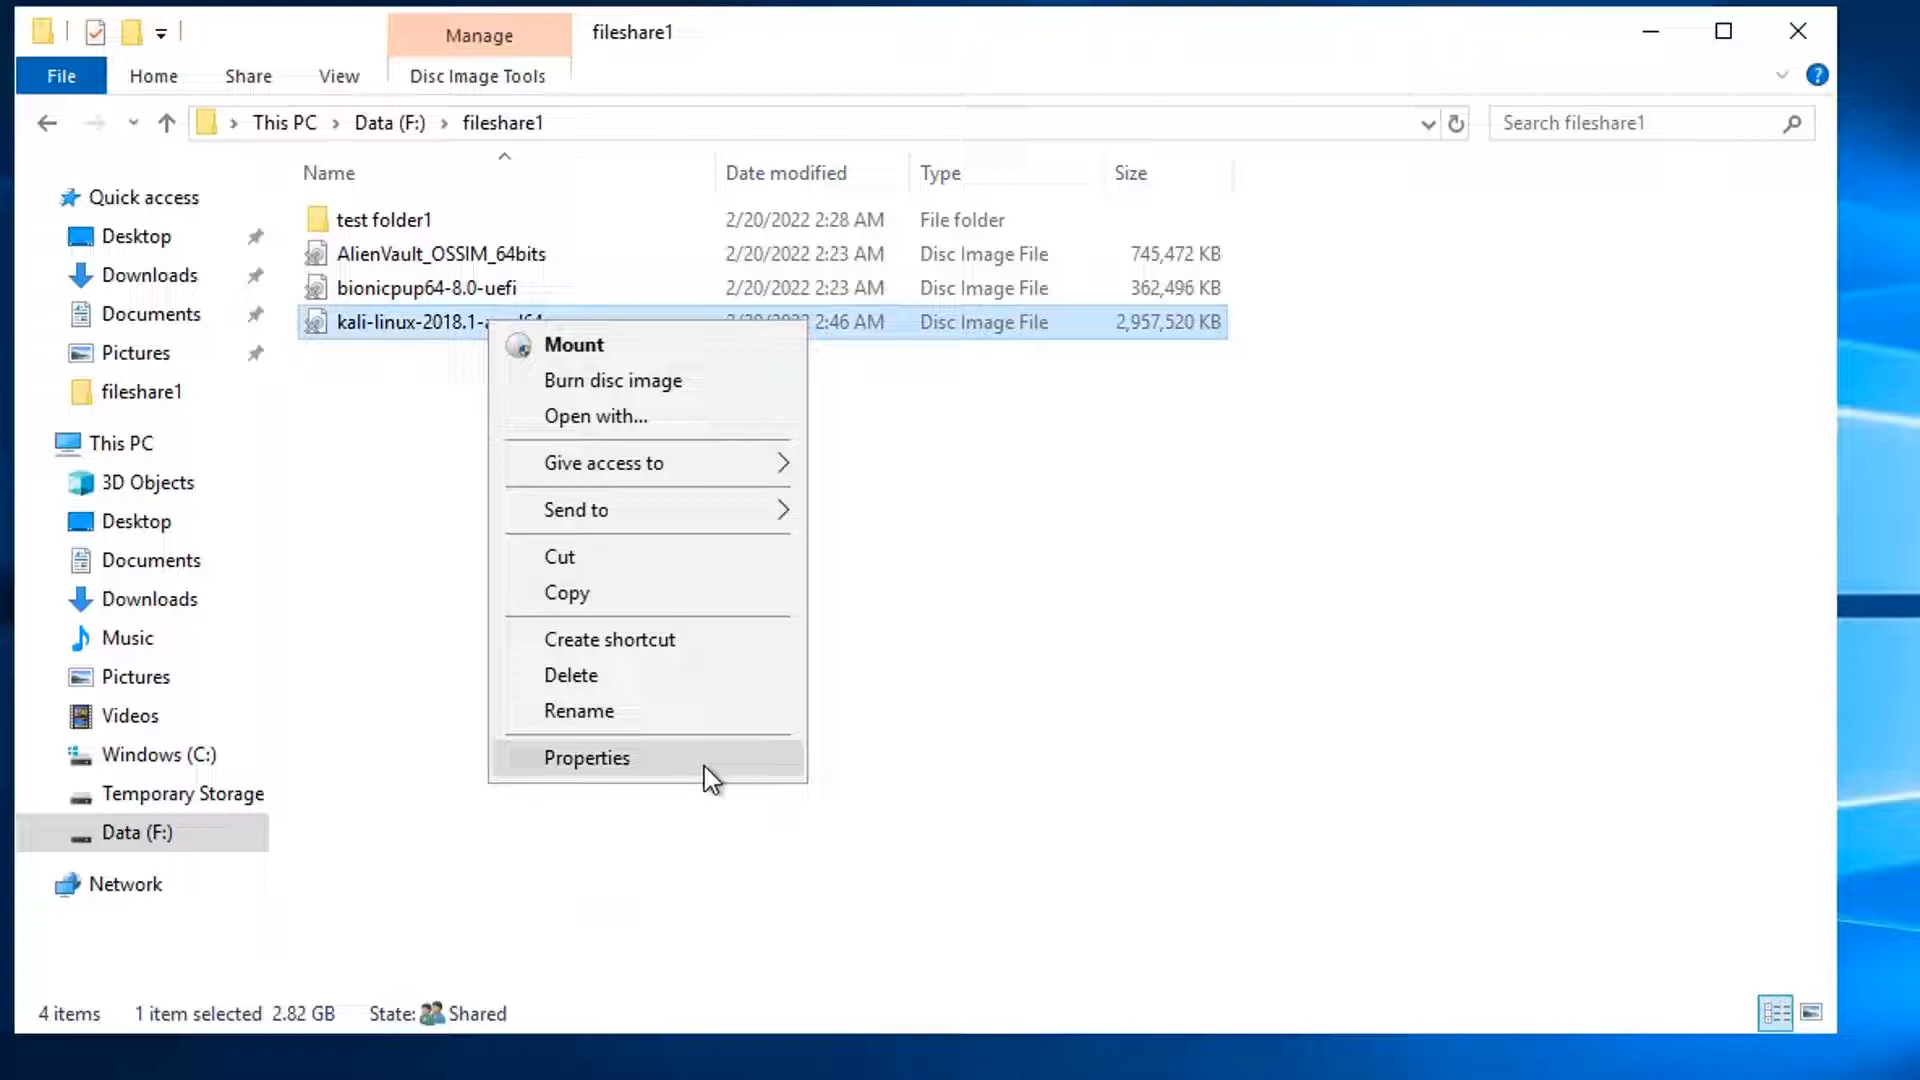 Manage
fileshare1
File
Home
Share
View
Disc Image Tools
This PC
Data (F:)
fileshare1
Search fileshare1
Name
Date modified
Type
Size
Quick access
Desktop
Downloads
Documents
Pictures
fileshare1
This PC
3D Objects
Desktop
Documents
Downloads
Music
Pictures
Videos
Windows (C:)
Temporary Storage
Data (F:)
Network
test folder1 2/20/2022 2:28 AM File folder
AlienVault_OSSIM_64bits 2/20/2022 2:23 AM Disc Image File 745,472 KB
bionicpup64-8.0-uefi 2/20/2022 2:23 AM Disc Image File 362,496 KB
kali-linux-2018.1- 2:46 AM Disc Image File 2,957,520 KB
Mount
Burn disc image
Open with...
Give access to
Send to
Cut
Copy
Create shortcut
Delete
Rename
Properties
4 items 1 item selected 2.82 GB State: Shared